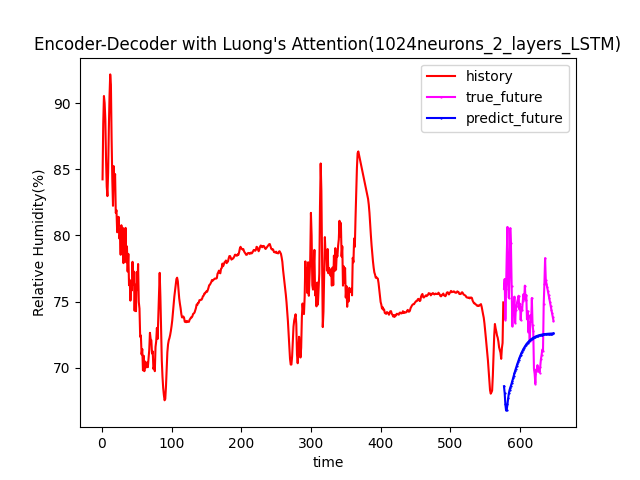 Encoder-Decoder with Luong's Attention(1024neurons_2_layers_LSTM)
history
true_future
predict_future
Relative Humidity(%)
90
85
80
75
70
0 100 200 300 400 500 600
time